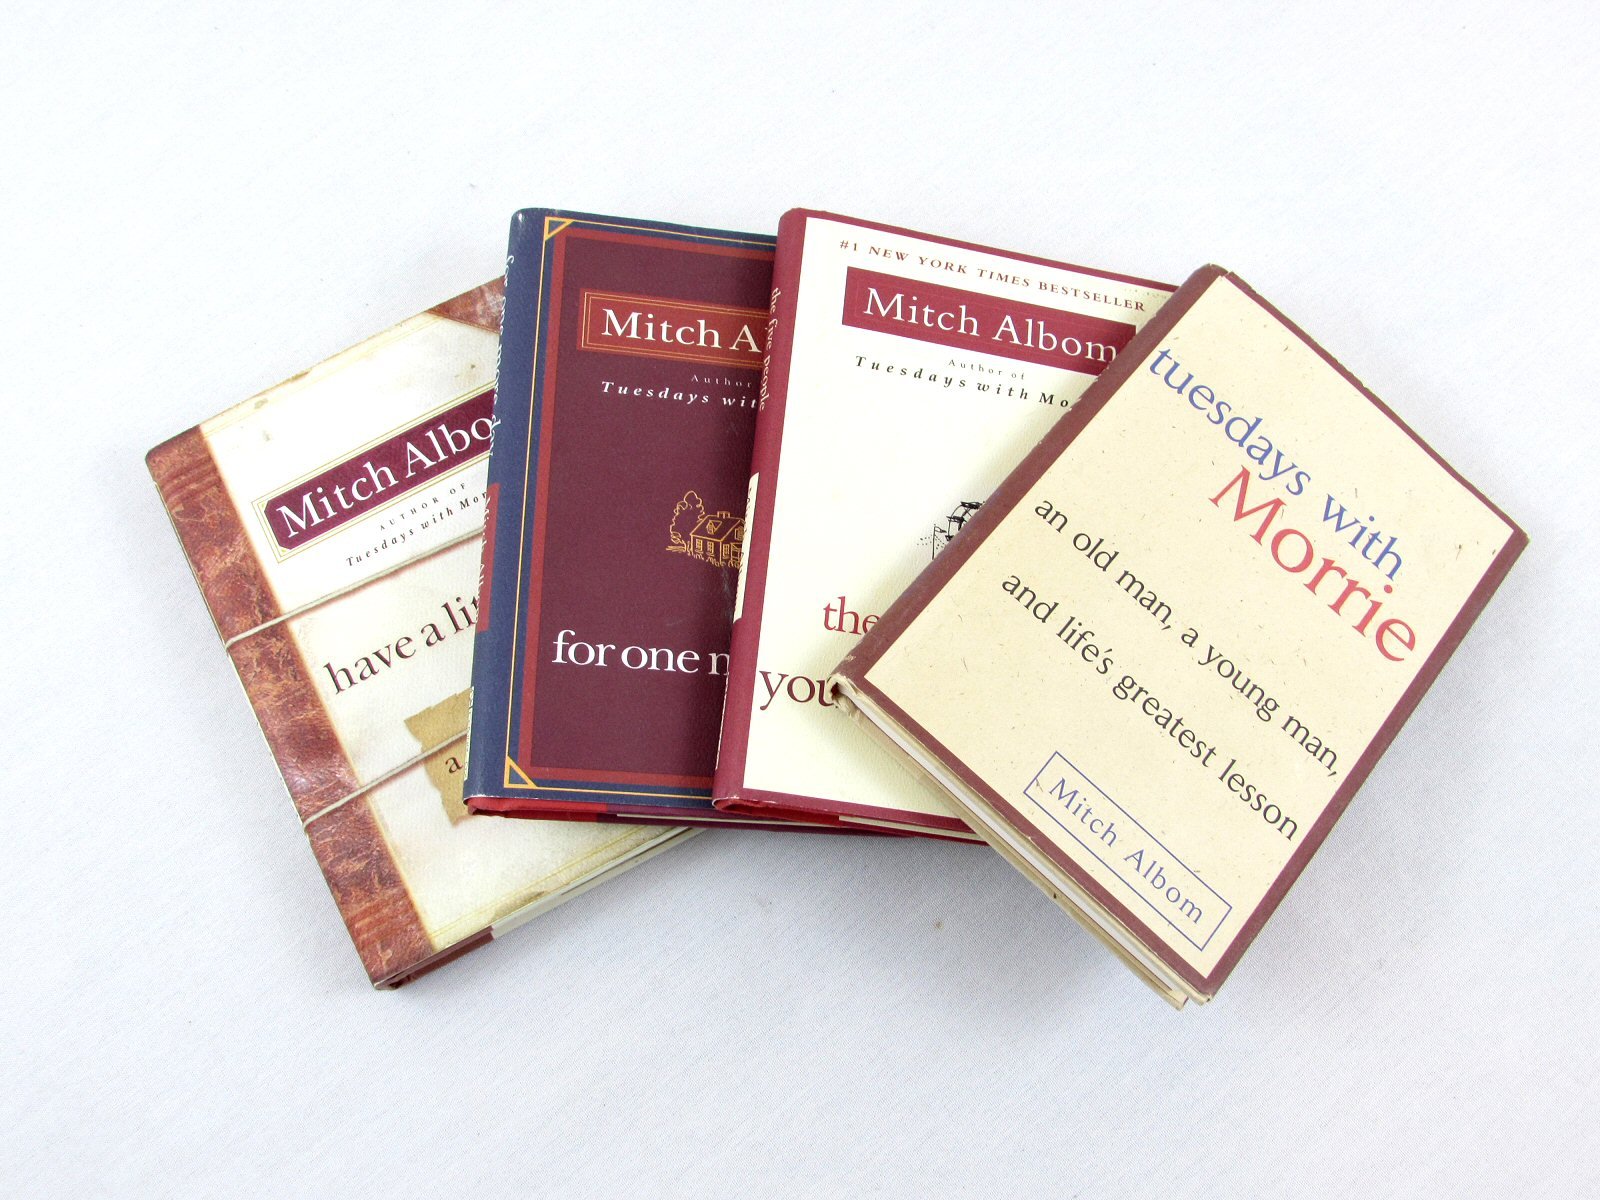 Mitch Albo
AUTHOR OF
Tuesdays with Mor
have a lit
a
Mitch A
Author
Tuesdays wit
for one m
the five people
#1 NEW YORK TIMES BESTSELLER
Mitch Albom
Author of
Tuesdays with Mo
the
you
tuesdays with
Morrie
an old man, a young man,
and life's greatest lesson
Mitch Albom